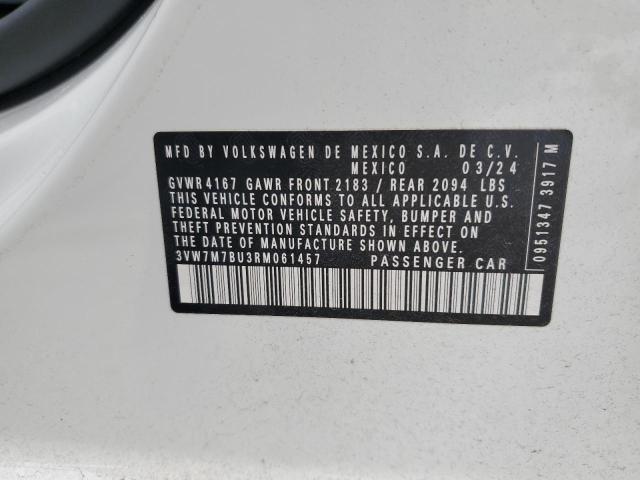 MFD BY VOLKSWAGEN DE MEXICO S.A. DE C.V.
MEXICO 03/24
GVWR 4167 GAWR FRONT 2183 / REAR 2094 LBS
THIS VEHICLE CONFORMS TO ALL APPLICABLE U.S.
FEDERAL MOTOR VEHICLE SAFETY, BUMPER AND
THEFT PREVENTION STANDARDS IN EFFECT ON
THE DATE OF MANUFACTURE SHOWN ABOVE.
3VW7M7BU3RM061457 PASSENGER CAR
0951347 3917 M